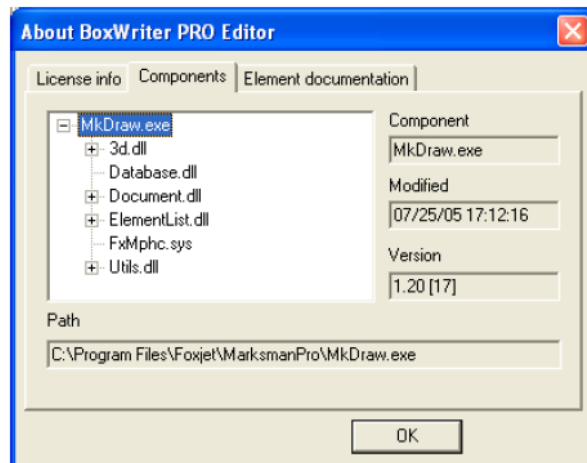 About BoxWriter PRO Editor
License info Components Element documentation
MkDraw.exe
3d.dll
Database.dll
Document.dll
ElementList.dll
FxMphc.sys
Utils.dll
Component
MkDraw.exe
Modified
07/25/05 17:12:16
Version
1.20 [17]
Path
C:\Program Files\Foxjet\MarksmanPro\MkDraw.exe
OK